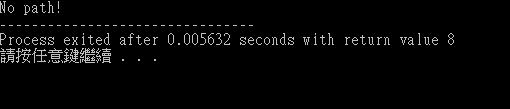 No path!
--------------------------------
Process exited after 0.005632 seconds with return value 8
請按任意鍵繼續 . . .